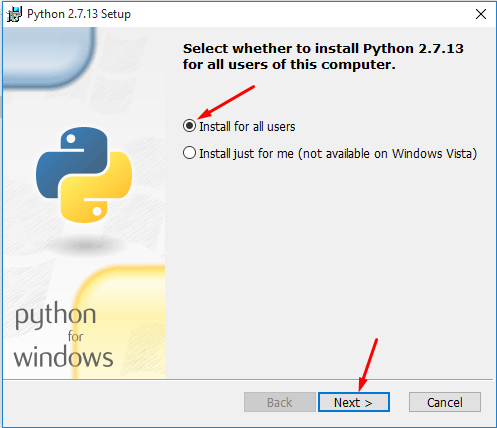 Python 2.7.13 Setup
Select whether to install Python 2.7.13
for all users of this computer.
Install for all users
Install just for me (not available on Windows Vista)
python
for
windows
Back
Next >
Cancel